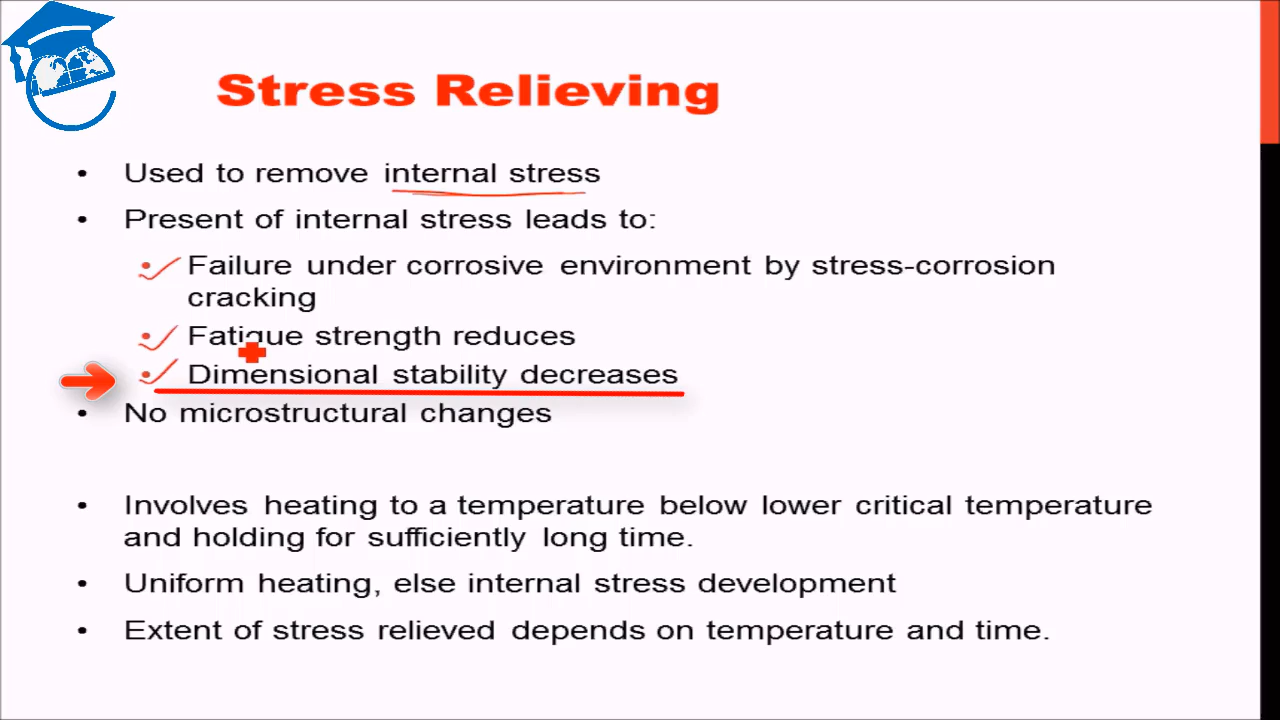 Stress Relieving
• Used to remove internal stress
• Present of internal stress leads to:
• Failure under corrosive environment by stress-corrosion
cracking
• Fatigue strength reduces
• Dimensional stability decreases
• No microstructural changes
• Involves heating to a temperature below lower critical temperature
and holding for sufficiently long time.
• Uniform heating, else internal stress development
• Extent of stress relieved depends on temperature and time.